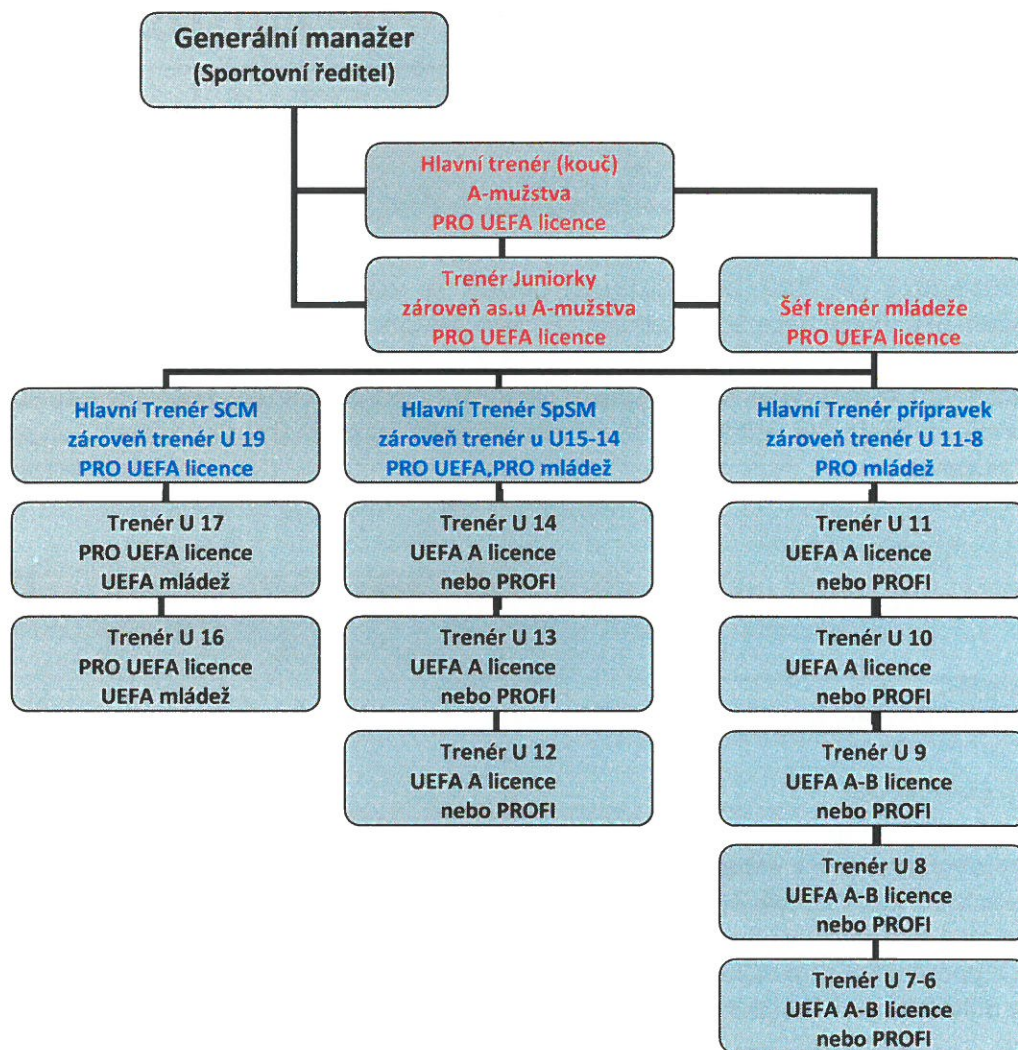 Generální manažer
(Sportovní ředitel)
Hlavní trenér (kouč)
A-mužstva
PRO UEFA licence
Trenér Juniorky
zároveň as.u A-mužstva
PRO UEFA licence
Šéf trenér mládeže
PRO UEFA licence
Hlavní Trenér SCM
zároveň trenér U 19
PRO UEFA licence
Trenér U 17
PRO UEFA licence
UEFA mládež
Trenér U 16
PRO UEFA licence
UEFA mládež
Hlavní Trenér SpSM
zároveň trenér u U15-14
PRO UEFA,PRO mládež
Trenér U 14
UEFA A licence
nebo PROFI
Trenér U 13
UEFA A licence
nebo PROFI
Trenér U 12
UEFA A licence
nebo PROFI
Hlavní Trenér přípravek
zároveň trenér U 11-8
PRO mládež
Trenér U 11
UEFA A licence
nebo PROFI
Trenér U 10
UEFA A licence
nebo PROFI
Trenér U 9
UEFA A-B licence
nebo PROFI
Trenér U 8
UEFA A-B licence
nebo PROFI
Trenér U 7-6
UEFA A-B licence
nebo PROFI